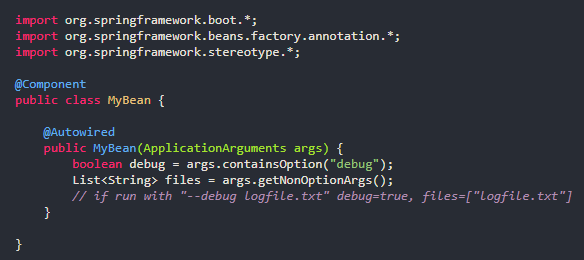 import org.springframework.boot.*;
import org.springframework.beans.factory.annotation.*;
import org.springframework.stereotype.*;

@Component
public class MyBean {

    @Autowired
    public MyBean(ApplicationArguments args) {
        boolean debug = args.containsOption("debug");
        List<String> files = args.getNonOptionArgs();
        // if run with "--debug logfile.txt" debug=true, files=["logfile.txt"]
    }

}